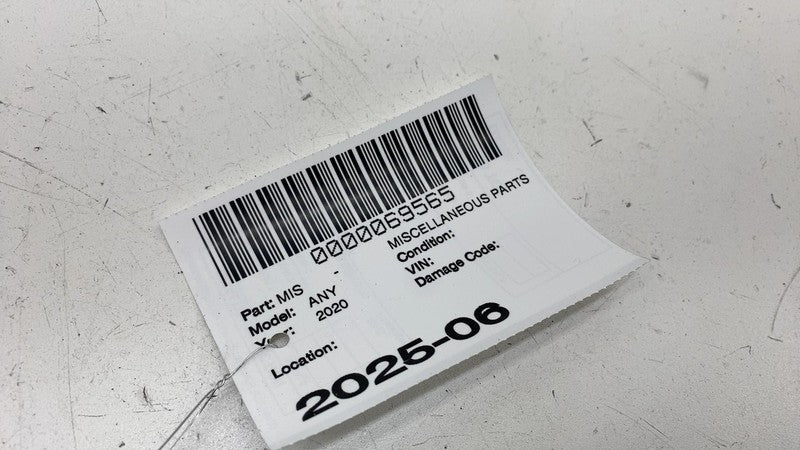 0000069565
Part: MIS - MISCELLANEOUS PARTS
Model: ANY Condition:
2020 VIN:
Damage Code:
Location:
2025-06